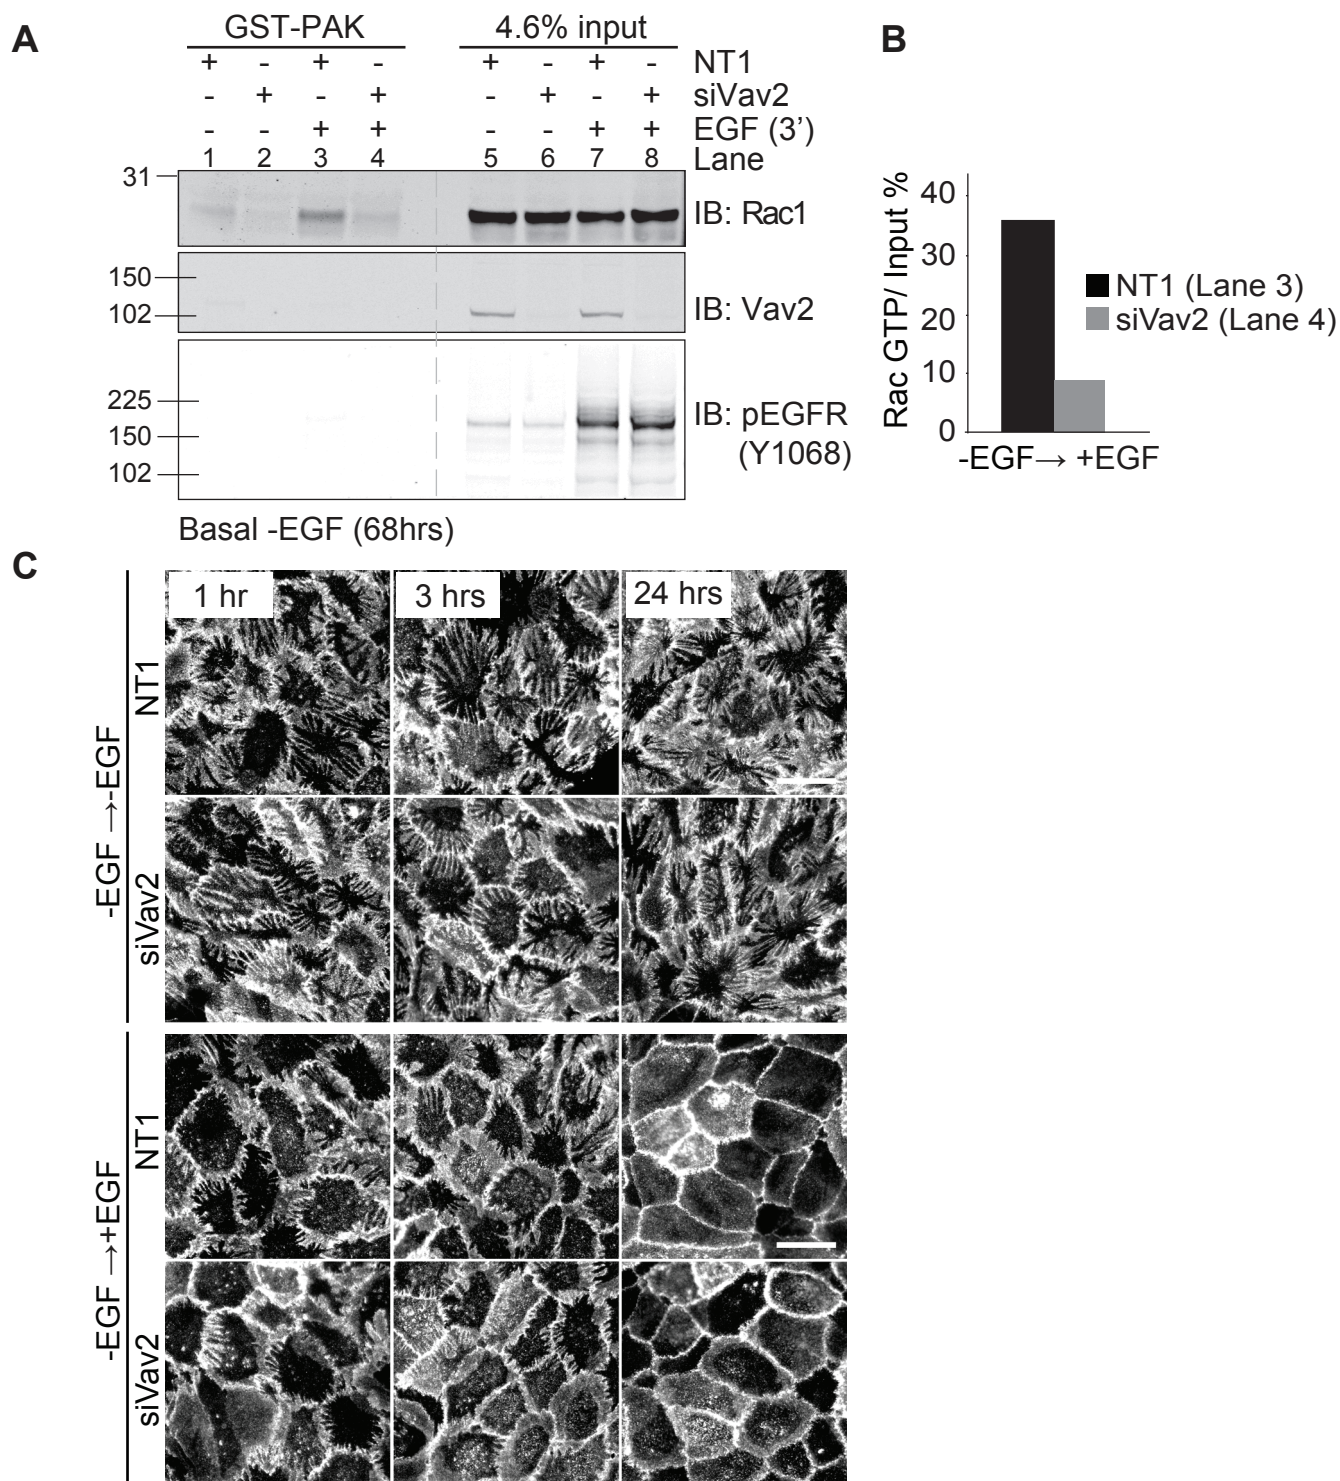 A
GST-PAK 4.6% input
+ - + - + - + - NT1
- + - + - + - + siVav2
- - + + - - + + EGF (3’)
1 2 3 4 5 6 7 8 Lane
31
IB: Rac1
150
102
IB: Vav2
225
150
102
IB: pEGFR
(Y1068)
Basal -EGF (68hrs)
B
Rac GTP/ Input %
40
30
20
10
0
NT1 (Lane 3)
siVav2 (Lane 4)
-EGF→ +EGF
C
1 hr 3 hrs 24 hrs
-EGF →-EGF
NT1
siVav2
-EGF →+EGF
NT1
siVav2